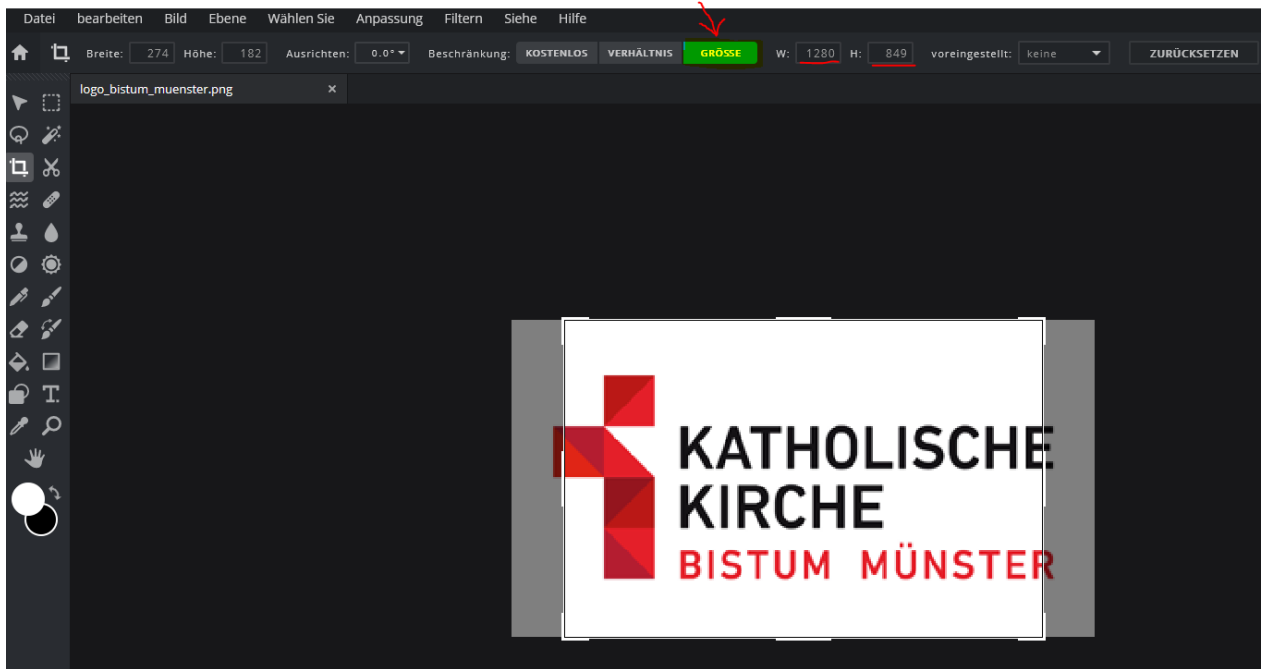 Datei bearbeiten Bild Ebene Wählen Sie Anpassung Filtern Siehe Hilfe
Breite: 274 Höhe: 182 Ausrichten: 0.0° Beschränkung: KOSTENLOS VERHÄLTNIS GRÖSSE W: 1280 H: 849 voreingestellt: keine ZURÜCKSETZEN
logo_bistum_muenster.png ×
T.
KATHOLISCHE
KIRCHE
BISTUM MÜNSTER